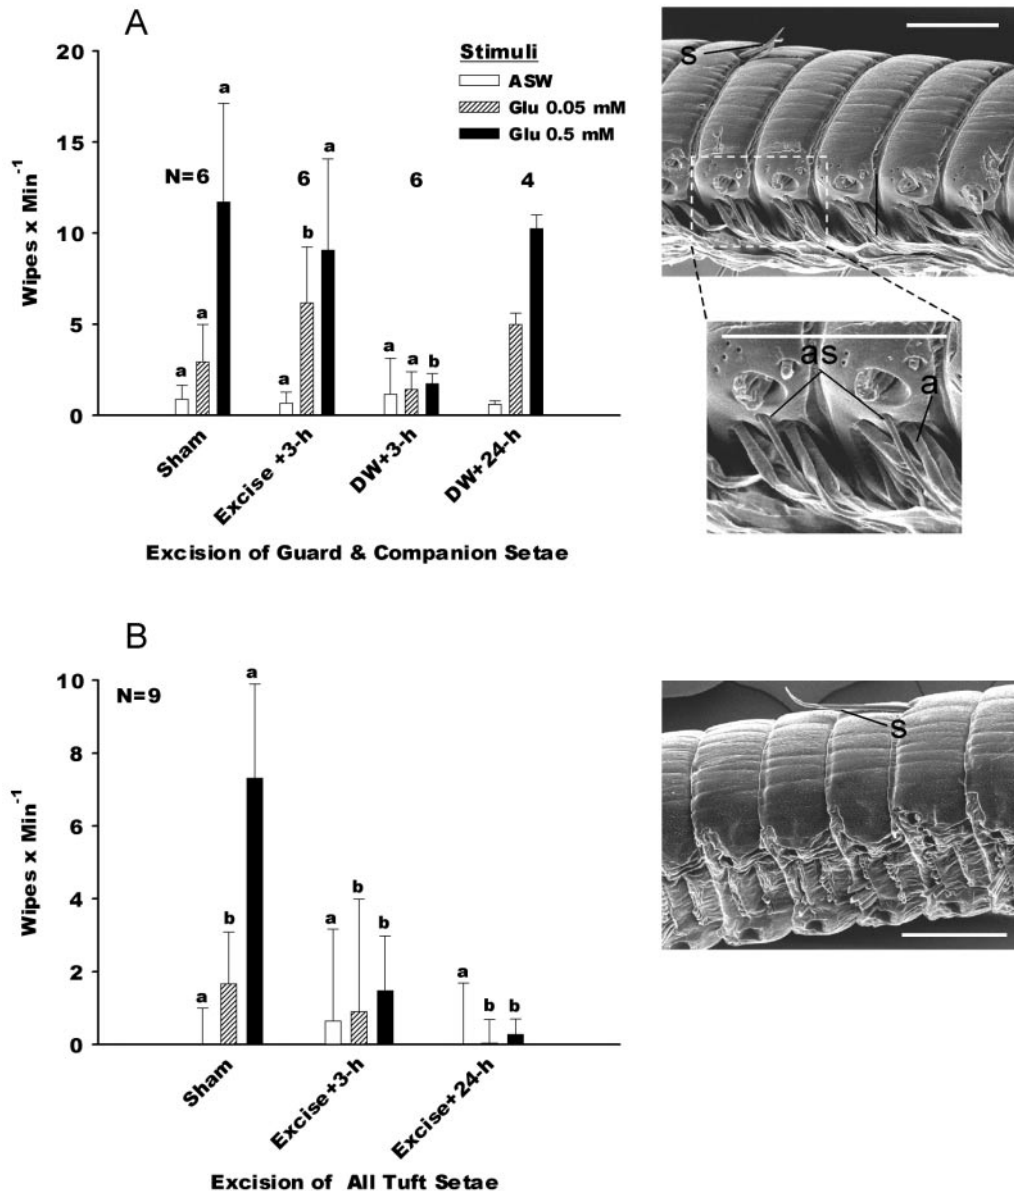 A
20
15
10
5
0
Wipes x Min-1
Stimuli
ASW
Glu 0.05 mM
Glu 0.5 mM
N=6
6
6
4
a
a
a
a
b
a
a
a
b
Sham
Excise +3-h
DW+3-h
DW+24-h
Excision of Guard & Companion Setae
s
as
a
B
10
8
6
4
2
0
Wipes x Min-1
N=9
a
b
a
a
b
b
a
b
b
Sham
Excise+3-h
Excise+24-h
Excision of All Tuft Setae
s